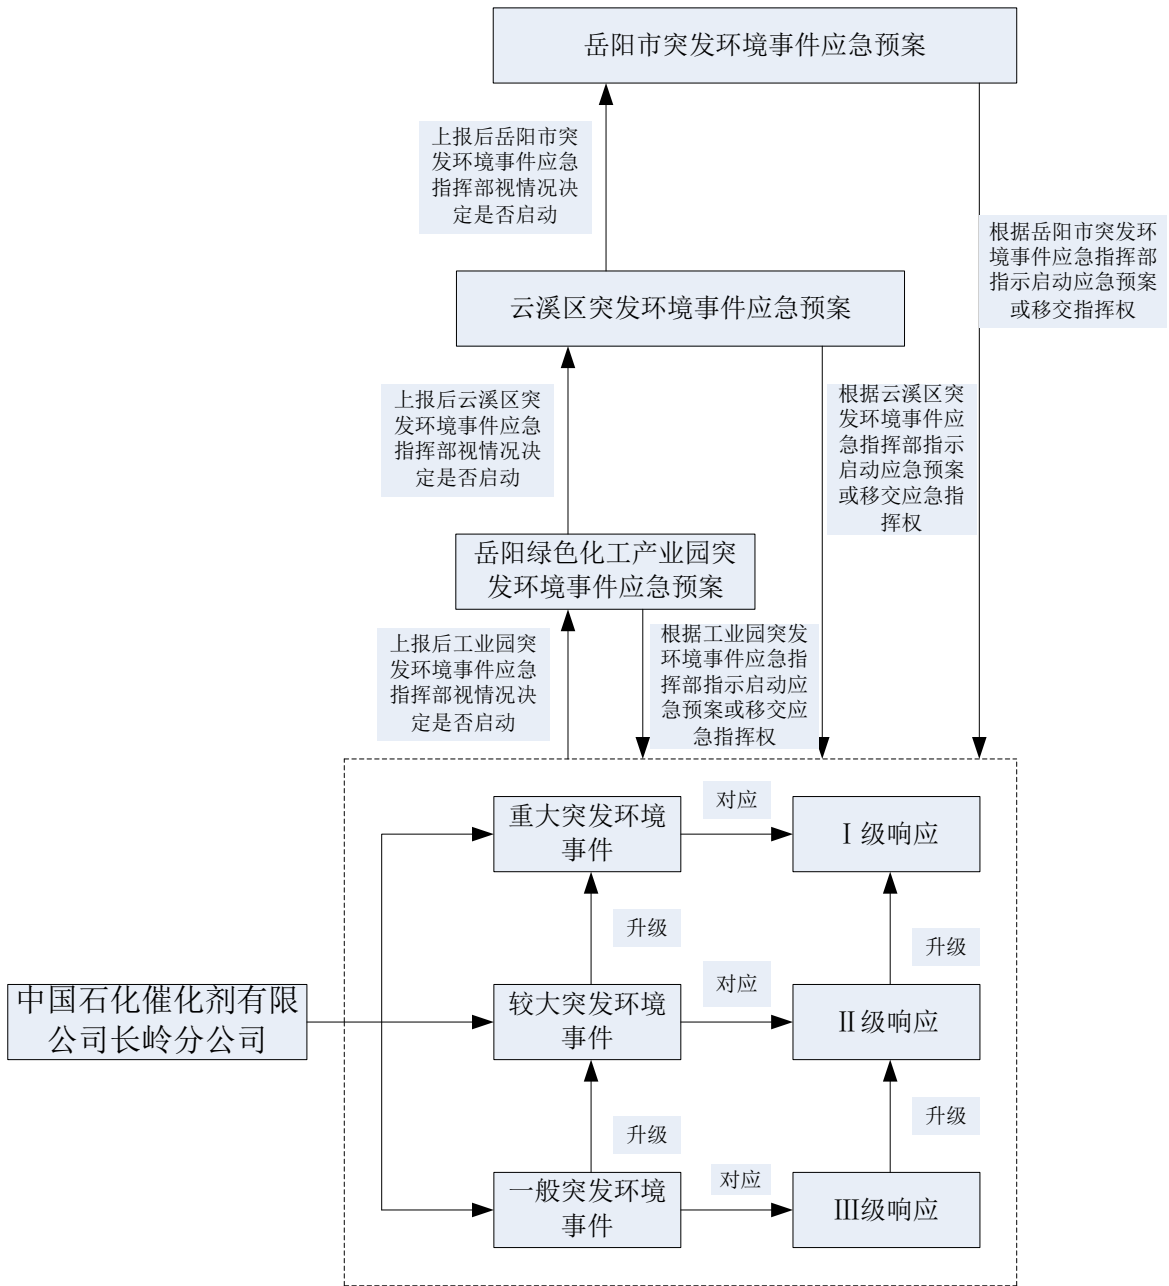 岳阳市突发环境事件应急预案
上报后岳阳市突
发环境事件应急
指挥部视情况决
定是否启动
根据岳阳市突发环
境事件应急指挥部
指示启动应急预案
或移交指挥权
云溪区突发环境事件应急预案
上报后云溪区突
发环境事件应急
指挥部视情况决
定是否启动
根据云溪区突
发环境事件应
急指挥部指示
启动应急预案
或移交应急指
挥权
岳阳绿色化工产业园突
发环境事件应急预案
上报后工业园突
发环境事件应急
指挥部视情况决
定是否启动
根据工业园突发
环境事件应急指
挥部指示启动应
急预案或移交应
急指挥权
重大突发环境
事件
对应
Ⅰ级响应
升级
升级
中国石化催化剂有限
公司长岭分公司
较大突发环境
事件
对应
Ⅱ级响应
升级
升级
一般突发环境
事件
对应
Ⅲ级响应